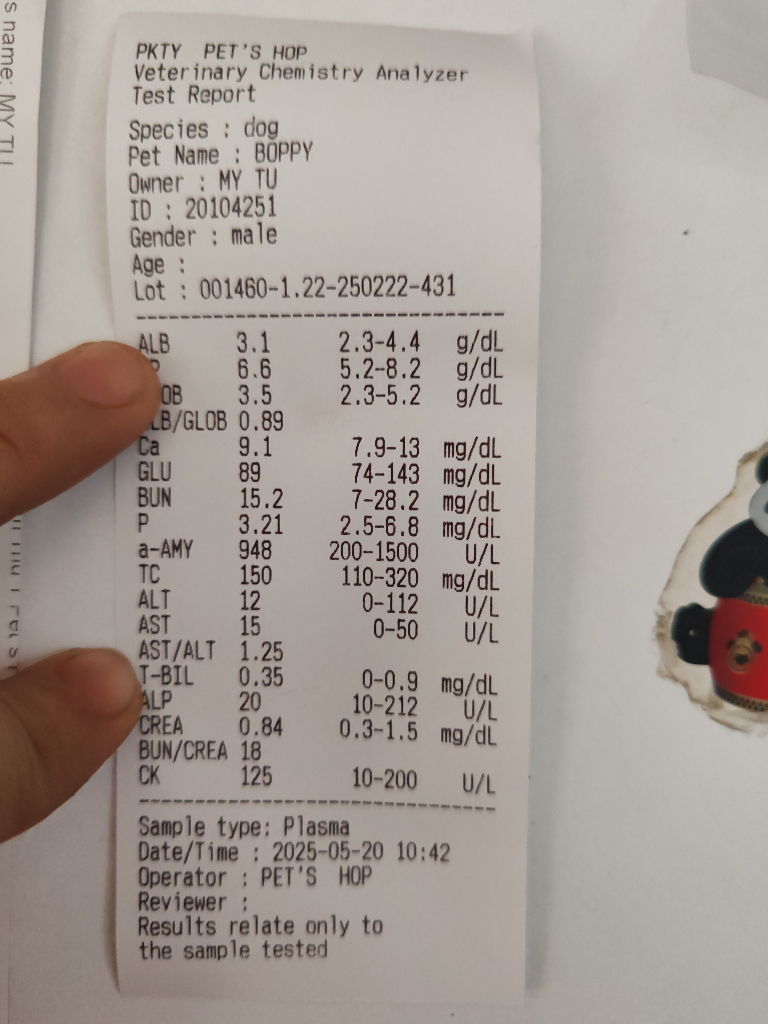 PKTY PET'S HOP
Veterinary Chemistry Analyzer
Test Report
Species : dog
Pet Name : BOPPY
Owner : MY TU
ID : 20104251
Gender : male
Age :
Lot : 001460-1.22-250222-431
ALB 3.1 2.3-4.4 g/dL
P 6.6 5.2-8.2 g/dL
OB 3.5 2.3-5.2 g/dL
LB/GLOB 0.89
Ca 9.1 7.9-13 mg/dL
GLU 89 74-143 mg/dL
BUN 15.2 7-28.2 mg/dL
P 3.21 2.5-6.8 mg/dL
a-AMY 948 200-1500 U/L
TC 150 110-320 mg/dL
ALT 12 0-112 U/L
AST 15 0-50 U/L
AST/ALT 1.25
T-BIL 0.35 0-0.9 mg/dL
ALP 20 10-212 U/L
CREA 0.84 0.3-1.5 mg/dL
BUN/CREA 18
CK 125 10-200 U/L
Sample type: Plasma
Date/Time : 2025-05-20 10:42
Operator : PET'S HOP
Reviewer :
Results relate only to
the sample tested
s name: MY TU